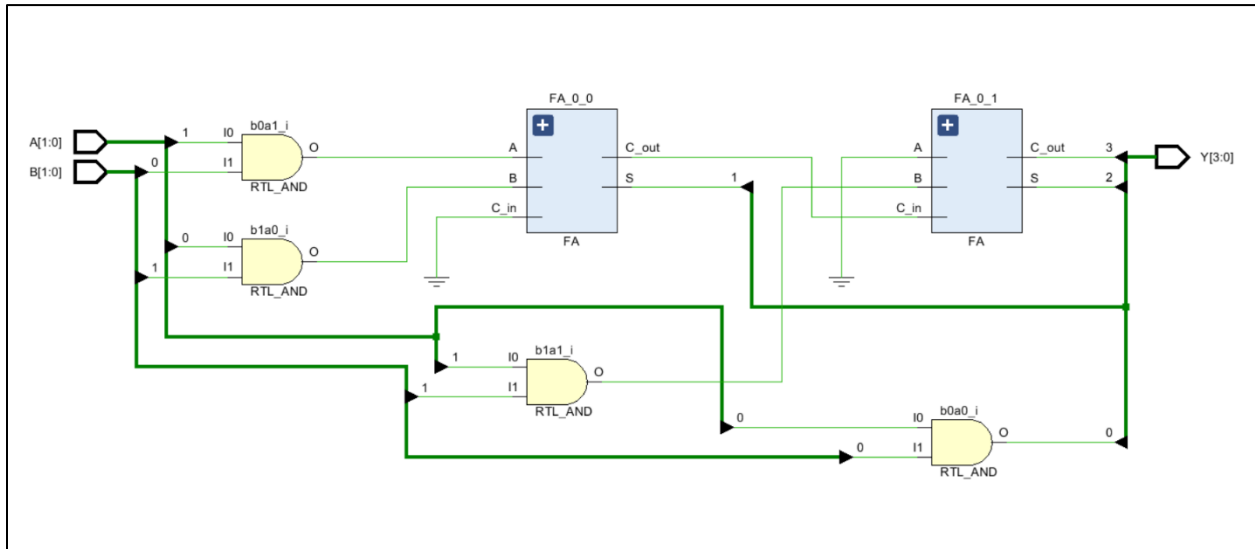 FA_0_0
FA_0_1
b0a1_i
A[1:0]
1
I0
O
A
C_out
A
C_out
3
Y[3:0]
B[1:0]
0
I1
RTL_AND
B
S
1
B
S
2
C_in
C_in
b1a0_i
0
I0
O
FA
FA
1
I1
RTL_AND
b1a1_i
1
I0
O
1
I1
RTL_AND
b0a0_i
0
I0
O
0
0
I1
RTL_AND